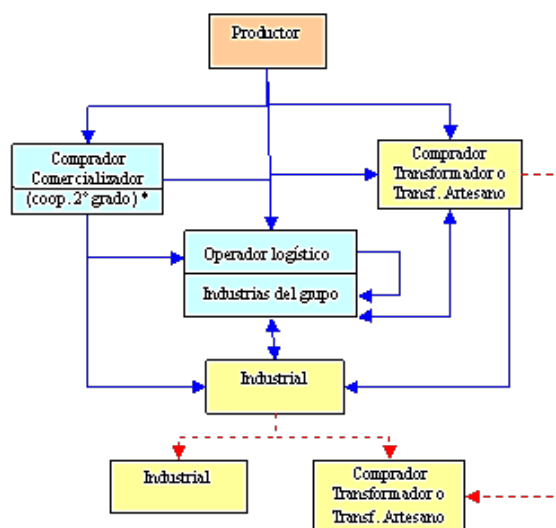 Productor
Comprador
Comercializador
(coop. 2º grado) *
Comprador
Transformador o
Transf. Artesano
Operador logístico
Industrias del grupo
Industrial
Industrial
Comprador
Transformador o
Transf. Artesano